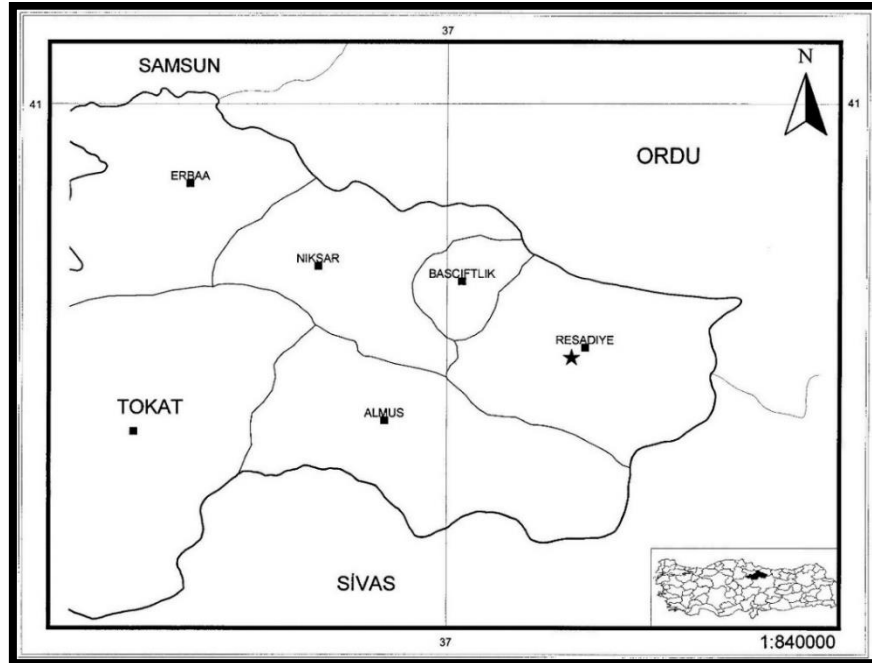 37
SAMSUN
N
41
41
ORDU
ERBAA
NIKSAR
BASCIFTLIK
RESADIYE
TOKAT
ALMUS
SİVAS
37
1:840000